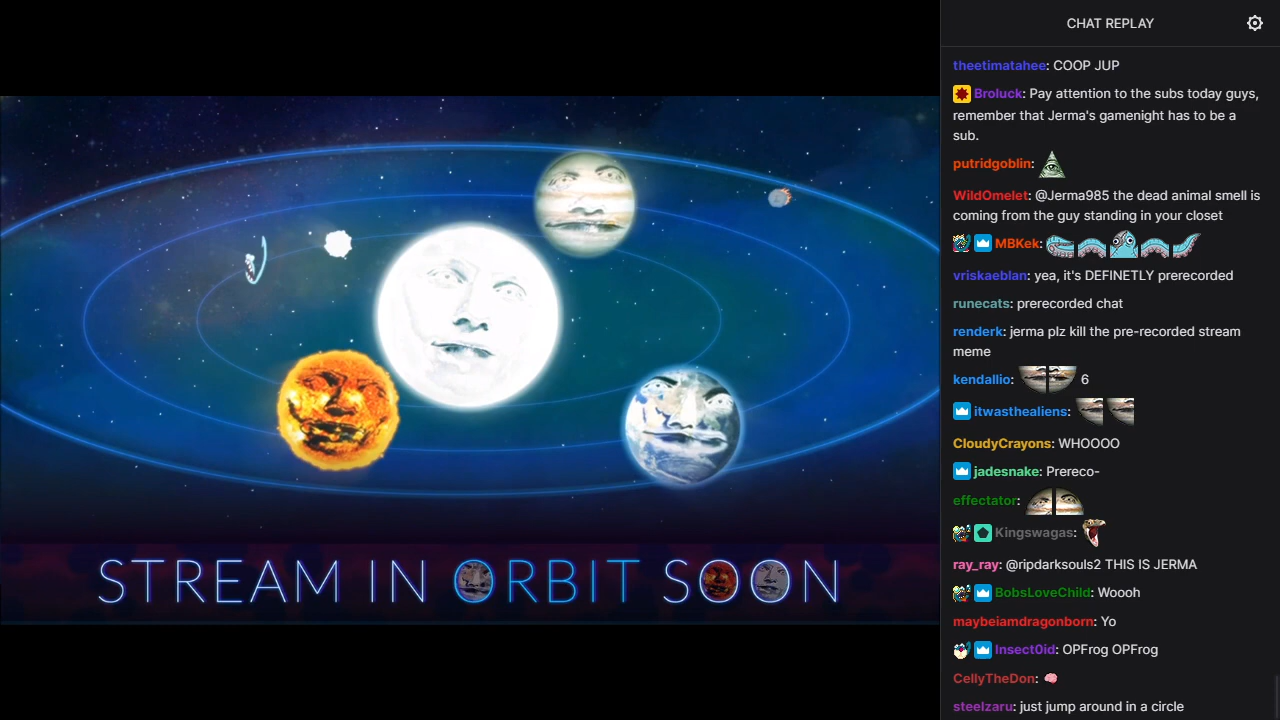 CHAT REPLAY
theetimatahee: COOP JUP
Broluck: Pay attention to the subs today guys,
remember that Jerma's gamenight has to be a
sub.
putridgoblin:
WildOmelet: @Jerma985 the dead animal smell is
coming from the guy standing in your closet
MBKek:
vriskaeblan: yea, it's DEFINETLY prerecorded
runecats: prerecorded chat
renderk: jerma plz kill the pre-recorded stream
meme
kendallio: 6
itwasthealiens:
CloudyCrayons: WHOOOO
jadesnake: Prereco-
effectator:
Kingswagas:
ray_ray: @ripdarksouls2 THIS IS JERMA
BobsLoveChild: Woooh
maybeiamdragonborn: Yo
Insect0id: OPFrog OPFrog
CellyTheDon: 🧠
steelzaru: just jump around in a circle
STREAM IN ORBIT SOON